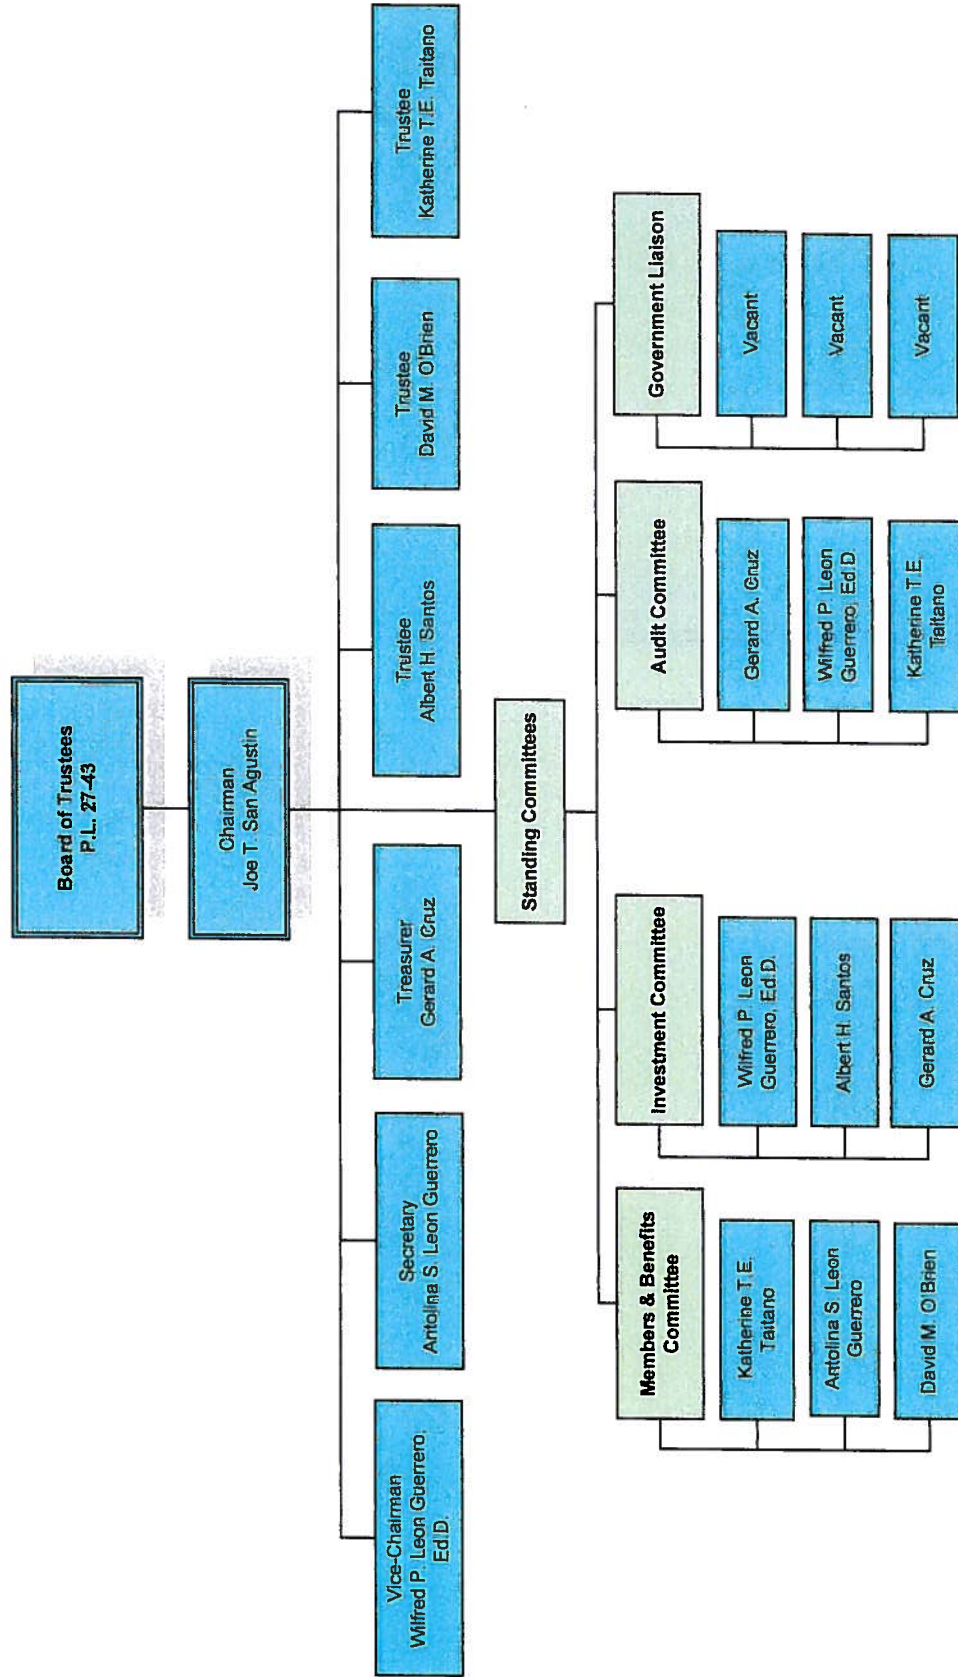 Board of Trustees
P.L. 27-43
Chairman
Joe T. San Agustin
Vice-Chairman
Wilfred P. Leon Guerrero,
Ed.D.
Secretary
Antolina S. Leon Guerrero
Treasurer
Gerard A. Cruz
Trustee
Albert H. Santos
Trustee
David M. O'Brien
Trustee
Katherine T.E. Taitano
Standing Committees
Members & Benefits
Committee
Katherine T.E.
Taitano
Antolina S. Leon
Guerrero
David M. O'Brien
Investment Committee
Wilfred P. Leon
Guerrero, Ed.D.
Albert H. Santos
Gerard A. Cruz
Audit Committee
Gerard A. Cruz
Wilfred P. Leon
Guerrero, Ed.D.
Katherine T.E.
Taitano
Government Liaison
Vacant
Vacant
Vacant